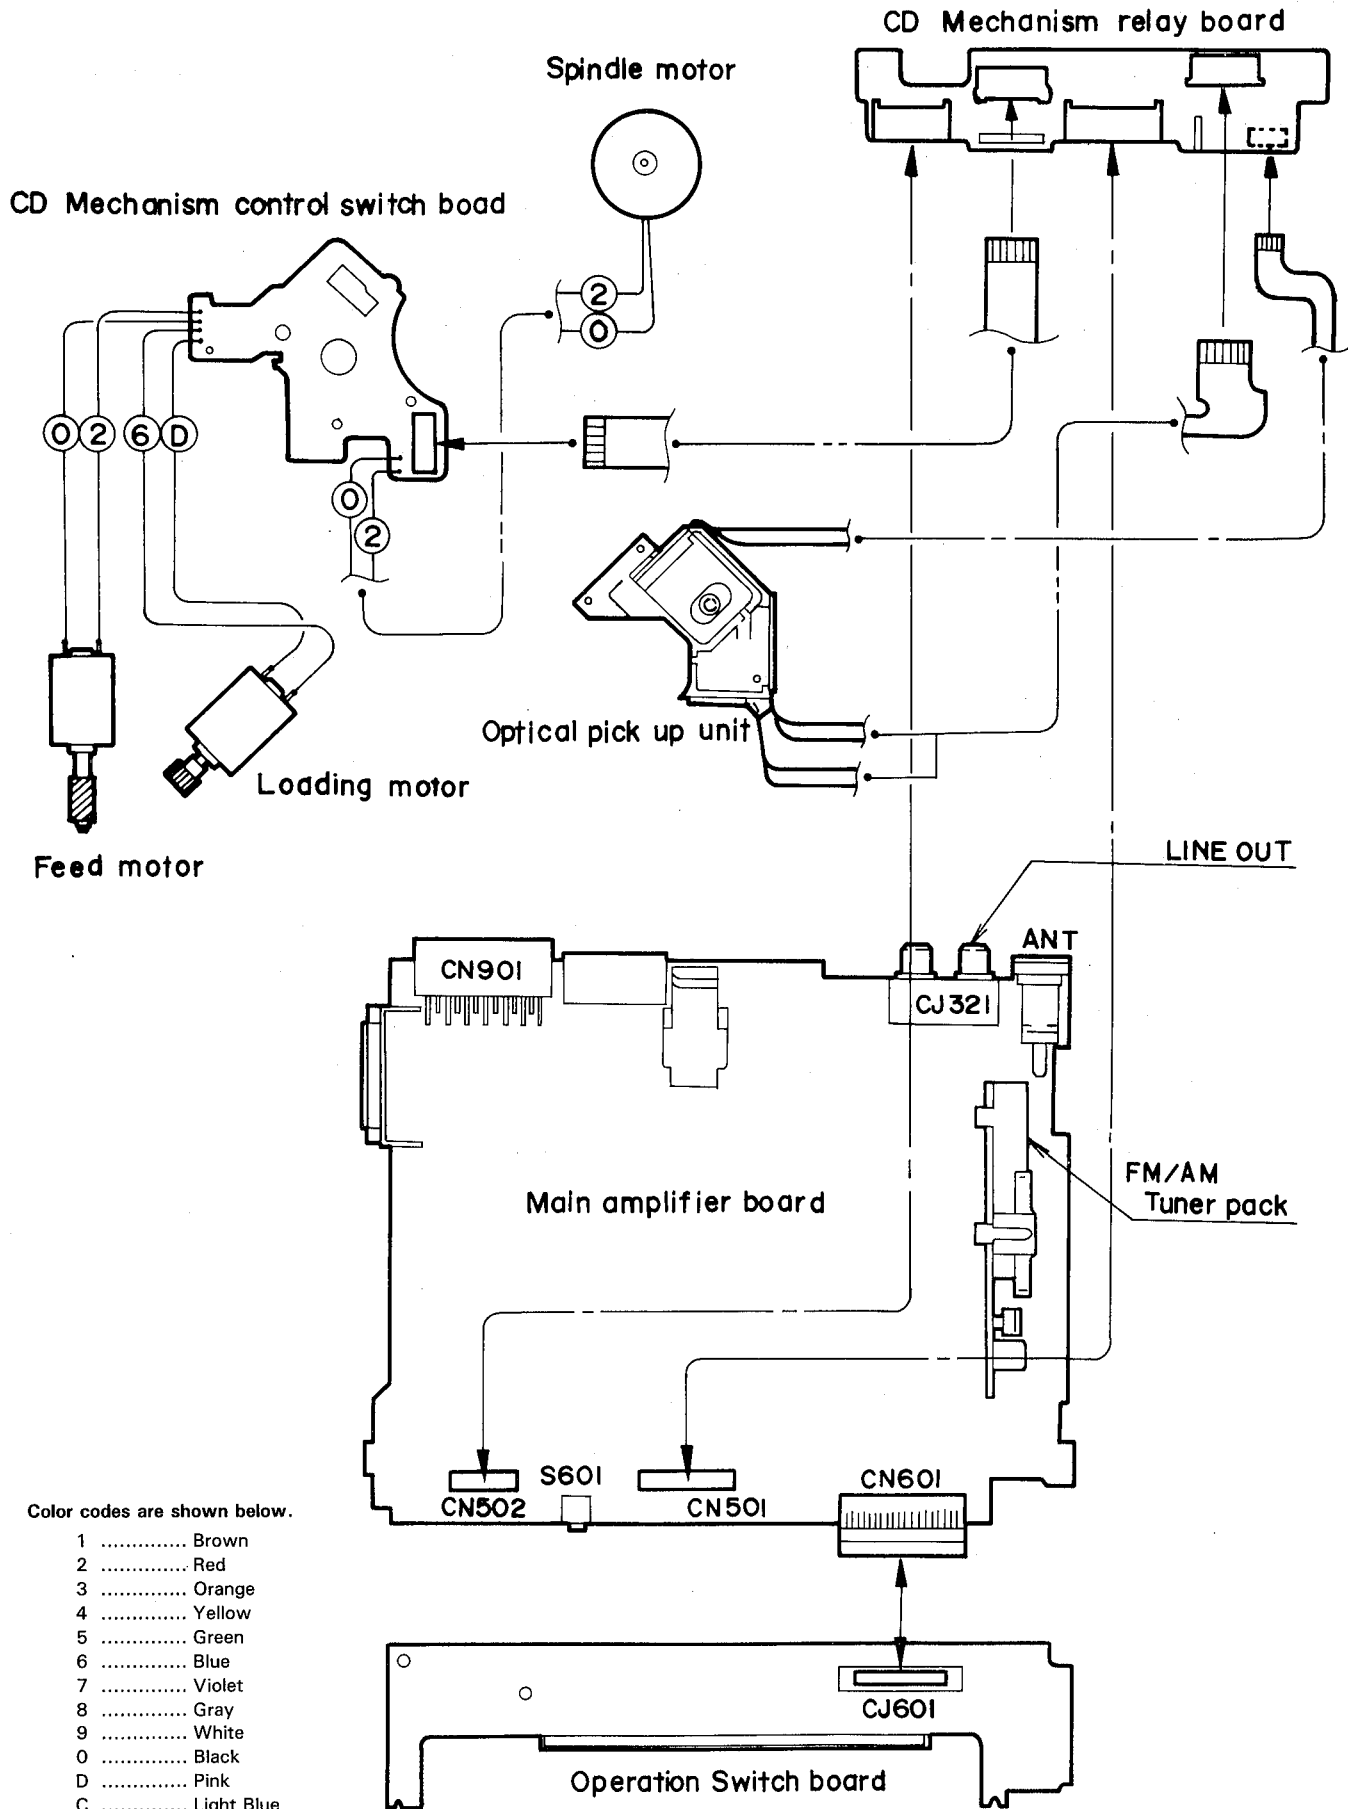 CD Mechanism relay board
Spindle motor
CD Mechanism control switch boad
2
0
0 2 6 D
0
2
Optical pick up unit
Loading motor
Feed motor
LINE OUT
ANT
CN901
CJ321
FM/AM
Tuner pack
Main amplifier board
S601
CN601
CN502
CN501
Color codes are shown below.
1 .............. Brown
2 .............. Red
3 .............. Orange
4 .............. Yellow
5 .............. Green
6 .............. Blue
7 .............. Violet
8 .............. Gray
9 .............. White
0 .............. Black
D .............. Pink
C .............. Light Blue
CJ601
Operation Switch board